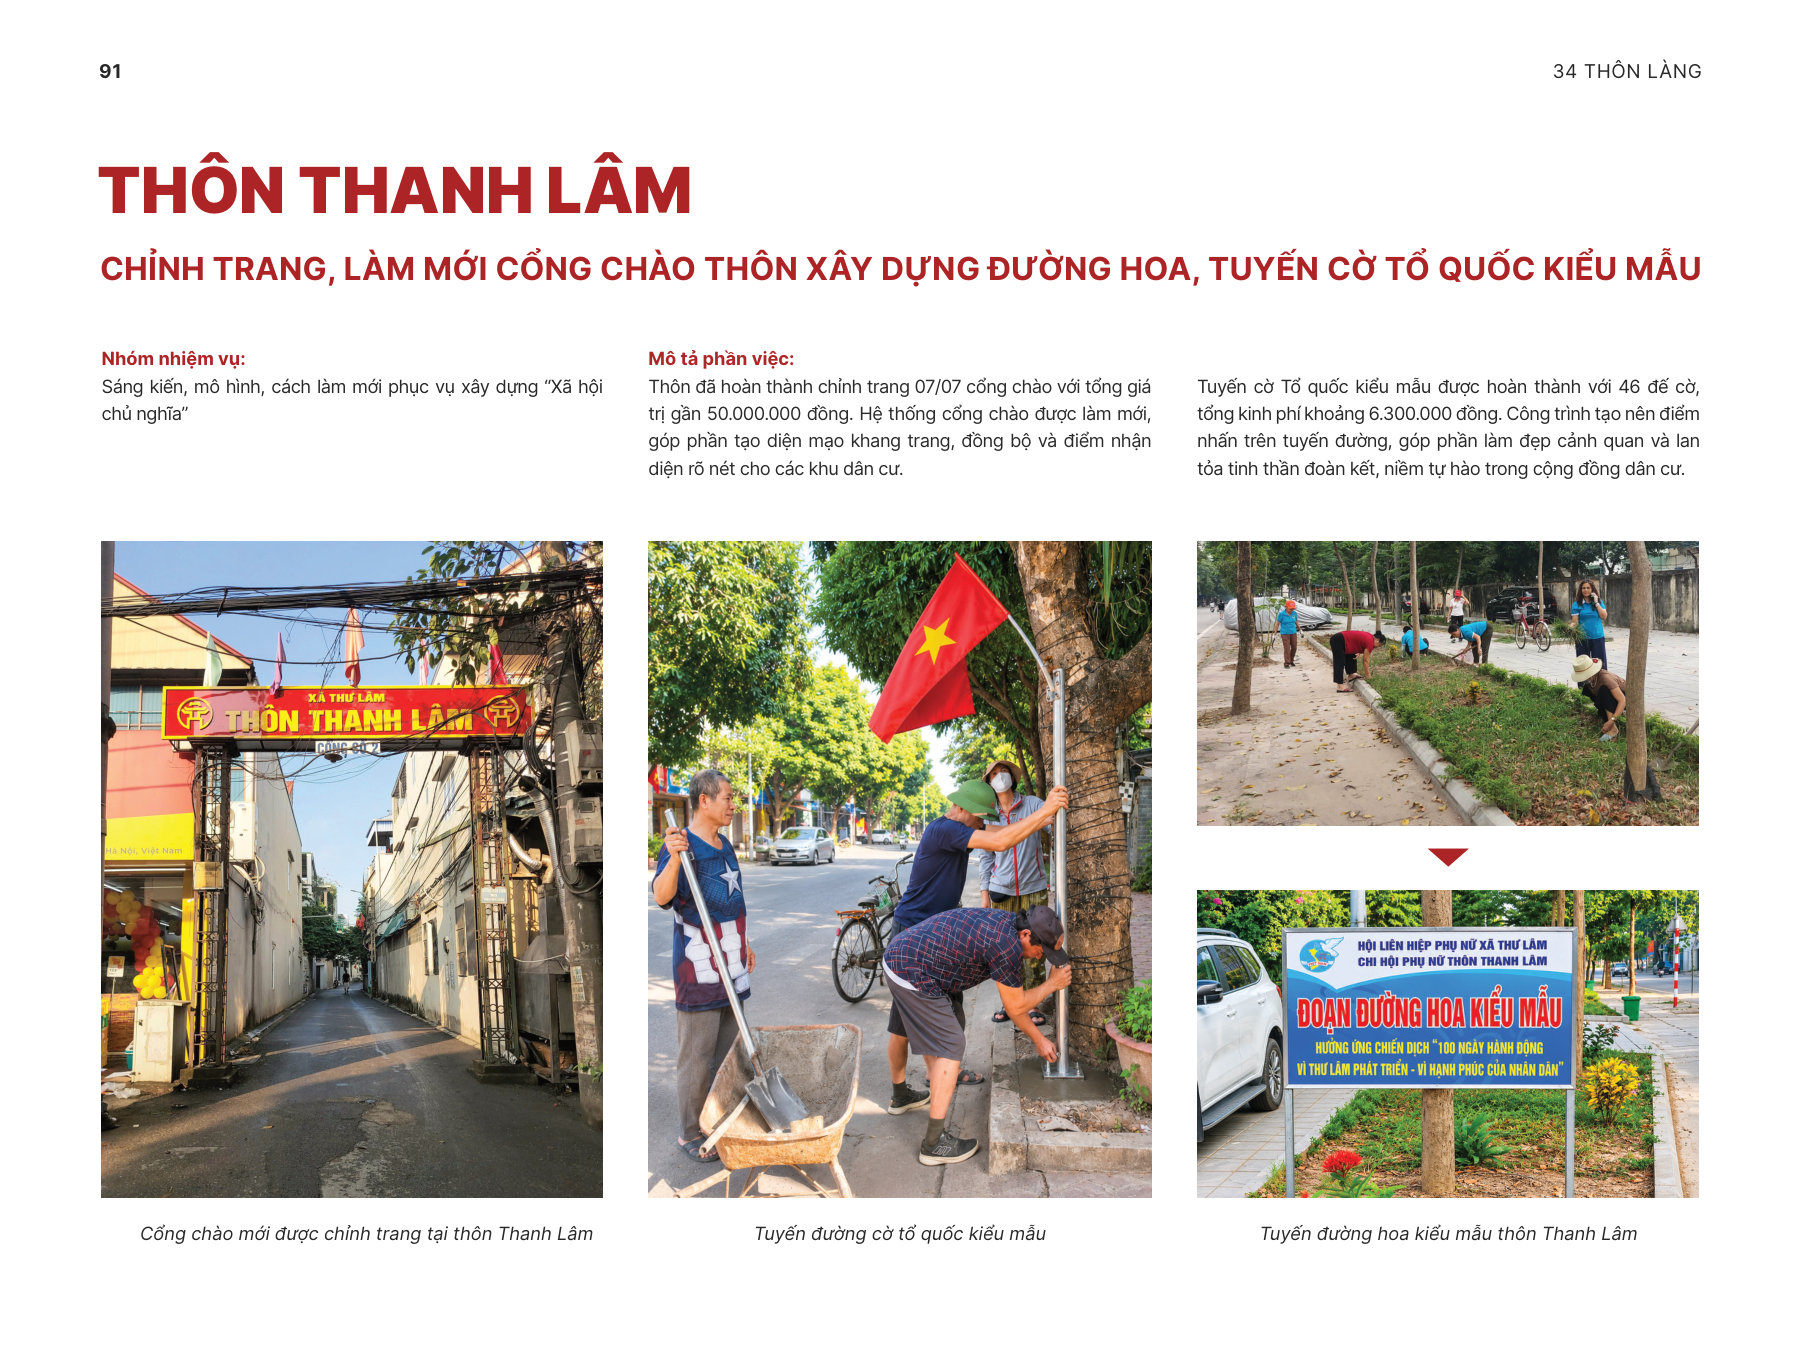 91
34 THÔN LÀNG
THÔN THANH LÂM
CHỈNH TRANG, LÀM MỚI CỔNG CHÀO THÔN XÂY DỰNG ĐƯỜNG HOA, TUYẾN CỜ TỔ QUỐC KIỂU MẪU
Nhóm nhiệm vụ:
Sáng kiến, mô hình, cách làm mới phục vụ xây dựng “Xã hội
chủ nghĩa”
Mô tả phần việc:
Thôn đã hoàn thành chỉnh trang 07/07 cổng chào với tổng giá
trị gần 50.000.000 đồng. Hệ thống cổng chào được làm mới,
góp phần tạo diện mạo khang trang, đồng bộ và điểm nhận
diện rõ nét cho các khu dân cư.
Tuyến cờ Tổ quốc kiểu mẫu được hoàn thành với 46 đế cờ,
tổng kinh phí khoảng 6.300.000 đồng. Công trình tạo nên điểm
nhấn trên tuyến đường, góp phần làm đẹp cảnh quan và lan
tỏa tinh thần đoàn kết, niềm tự hào trong cộng đồng dân cư.
XÃ THƯ LÂM
THÔN THANH LÂM
CỔNG SỐ 2
Hà Nội, Việt Nam
HỘI LIÊN HIỆP PHỤ NỮ XÃ THƯ LÂM
CHI HỘI PHỤ NỮ THÔN THANH LÂM
ĐOẠN ĐƯỜNG HOA KIỂU MẪU
HƯỞNG ỨNG CHIẾN DỊCH “100 NGÀY HÀNH ĐỘNG
VÌ THƯ LÂM PHÁT TRIỂN - VÌ HẠNH PHÚC CỦA NHÂN DÂN”
Cổng chào mới được chỉnh trang tại thôn Thanh Lâm
Tuyến đường cờ tổ quốc kiểu mẫu
Tuyến đường hoa kiểu mẫu thôn Thanh Lâm